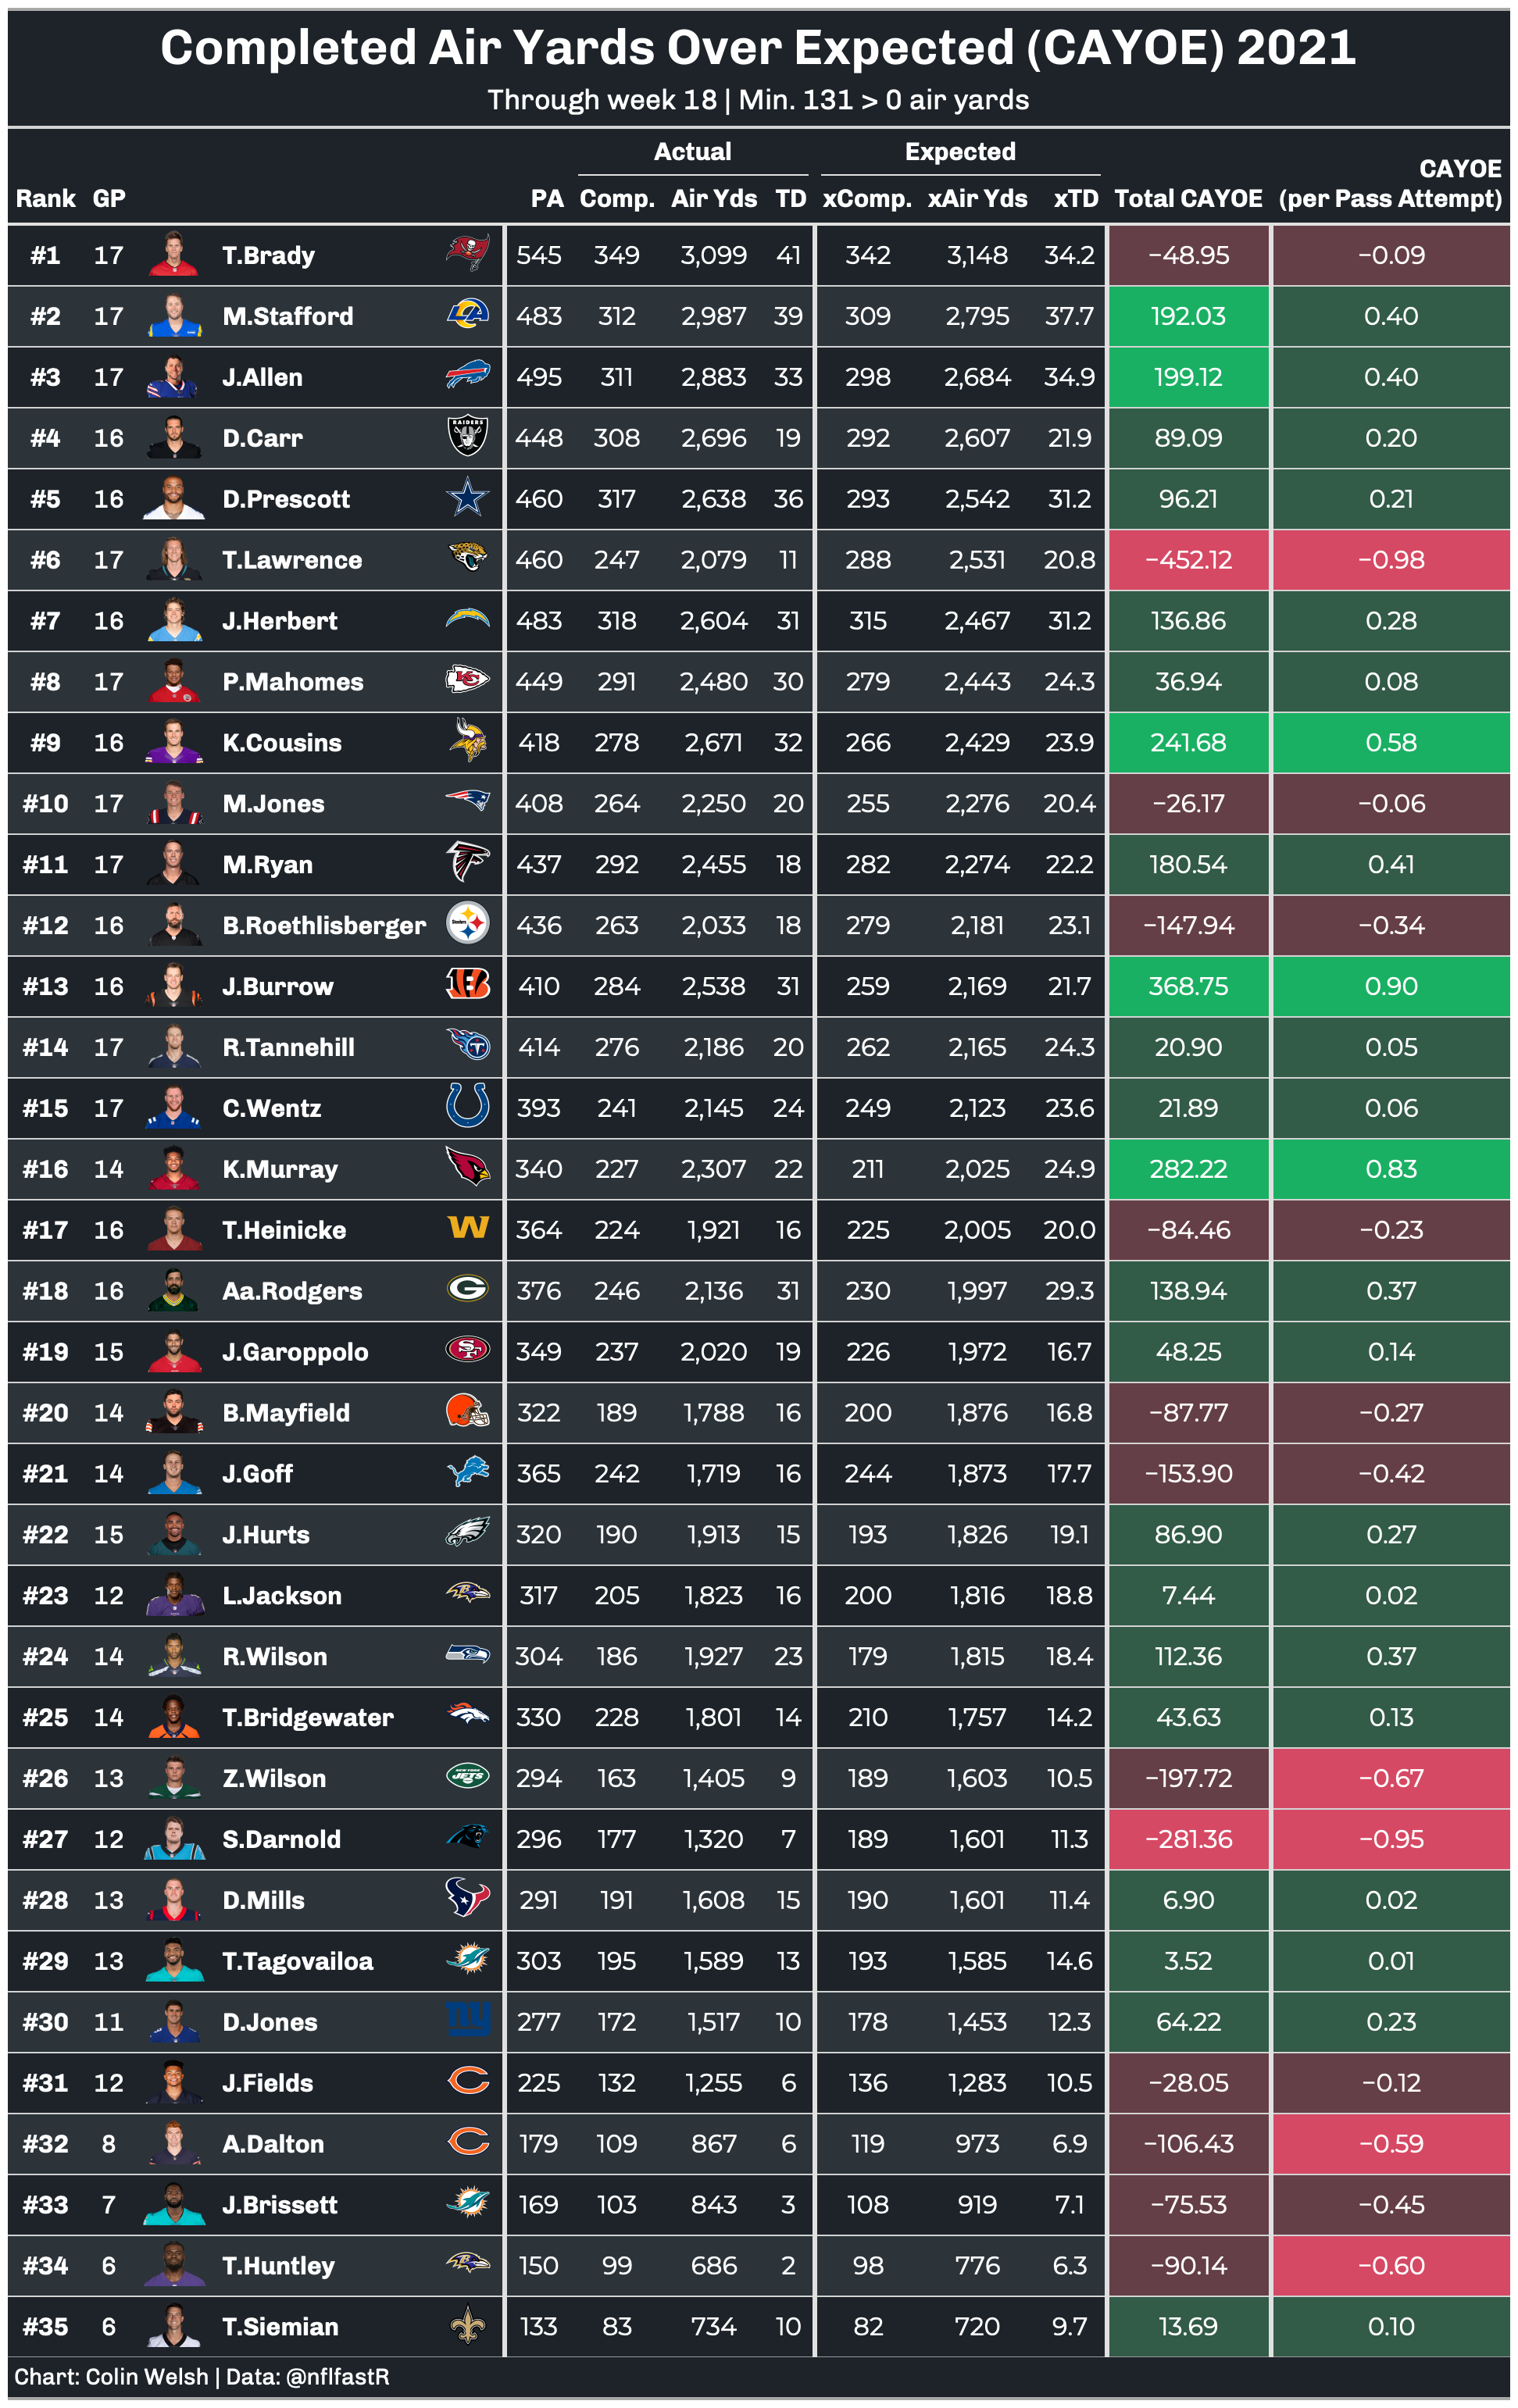 Completed Air Yards Over Expected (CAYOE) 2021
Through week 18 | Min. 131 > 0 air yards
Actual Expected CAYOE
Rank GP PA Comp. Air Yds TD xComp. xAir Yds xTD Total CAYOE (per Pass Attempt)
#1 17 T.Brady 545 349 3,099 41 342 3,148 34.2 −48.95 −0.09
#2 17 M.Stafford 483 312 2,987 39 309 2,795 37.7 192.03 0.40
#3 17 J.Allen 495 311 2,883 33 298 2,684 34.9 199.12 0.40
#4 16 D.Carr RAIDERS 448 308 2,696 19 292 2,607 21.9 89.09 0.20
#5 16 D.Prescott 460 317 2,638 36 293 2,542 31.2 96.21 0.21
#6 17 T.Lawrence 460 247 2,079 11 288 2,531 20.8 −452.12 −0.98
#7 16 J.Herbert 483 318 2,604 31 315 2,467 31.2 136.86 0.28
#8 17 P.Mahomes KC 449 291 2,480 30 279 2,443 24.3 36.94 0.08
#9 16 K.Cousins 418 278 2,671 32 266 2,429 23.9 241.68 0.58
#10 17 M.Jones 408 264 2,250 20 255 2,276 20.4 −26.17 −0.06
#11 17 M.Ryan 437 292 2,455 18 282 2,274 22.2 180.54 0.41
#12 16 B.Roethlisberger Steelers 436 263 2,033 18 279 2,181 23.1 −147.94 −0.34
#13 16 J.Burrow B 410 284 2,538 31 259 2,169 21.7 368.75 0.90
#14 17 R.Tannehill T 414 276 2,186 20 262 2,165 24.3 20.90 0.05
#15 17 C.Wentz 393 241 2,145 24 249 2,123 23.6 21.89 0.06
#16 14 K.Murray 340 227 2,307 22 211 2,025 24.9 282.22 0.83
#17 16 T.Heinicke W 364 224 1,921 16 225 2,005 20.0 −84.46 −0.23
#18 16 Aa.Rodgers G 376 246 2,136 31 230 1,997 29.3 138.94 0.37
#19 15 J.Garoppolo SF 349 237 2,020 19 226 1,972 16.7 48.25 0.14
#20 14 B.Mayfield 322 189 1,788 16 200 1,876 16.8 −87.77 −0.27
#21 14 J.Goff 365 242 1,719 16 244 1,873 17.7 −153.90 −0.42
#22 15 J.Hurts 320 190 1,913 15 193 1,826 19.1 86.90 0.27
#23 12 L.Jackson 317 205 1,823 16 200 1,816 18.8 7.44 0.02
#24 14 R.Wilson 304 186 1,927 23 179 1,815 18.4 112.36 0.37
#25 14 T.Bridgewater 330 228 1,801 14 210 1,757 14.2 43.63 0.13
#26 13 Z.Wilson NEW YORK JETS 294 163 1,405 9 189 1,603 10.5 −197.72 −0.67
#27 12 S.Darnold 296 177 1,320 7 189 1,601 11.3 −281.36 −0.95
#28 13 D.Mills 291 191 1,608 15 190 1,601 11.4 6.90 0.02
#29 13 T.Tagovailoa 303 195 1,589 13 193 1,585 14.6 3.52 0.01
#30 11 D.Jones ny 277 172 1,517 10 178 1,453 12.3 64.22 0.23
#31 12 J.Fields C 225 132 1,255 6 136 1,283 10.5 −28.05 −0.12
#32 8 A.Dalton C 179 109 867 6 119 973 6.9 −106.43 −0.59
#33 7 J.Brissett 169 103 843 3 108 919 7.1 −75.53 −0.45
#34 6 T.Huntley 150 99 686 2 98 776 6.3 −90.14 −0.60
#35 6 T.Siemian 133 83 734 10 82 720 9.7 13.69 0.10
Chart: Colin Welsh | Data: @nflfastR